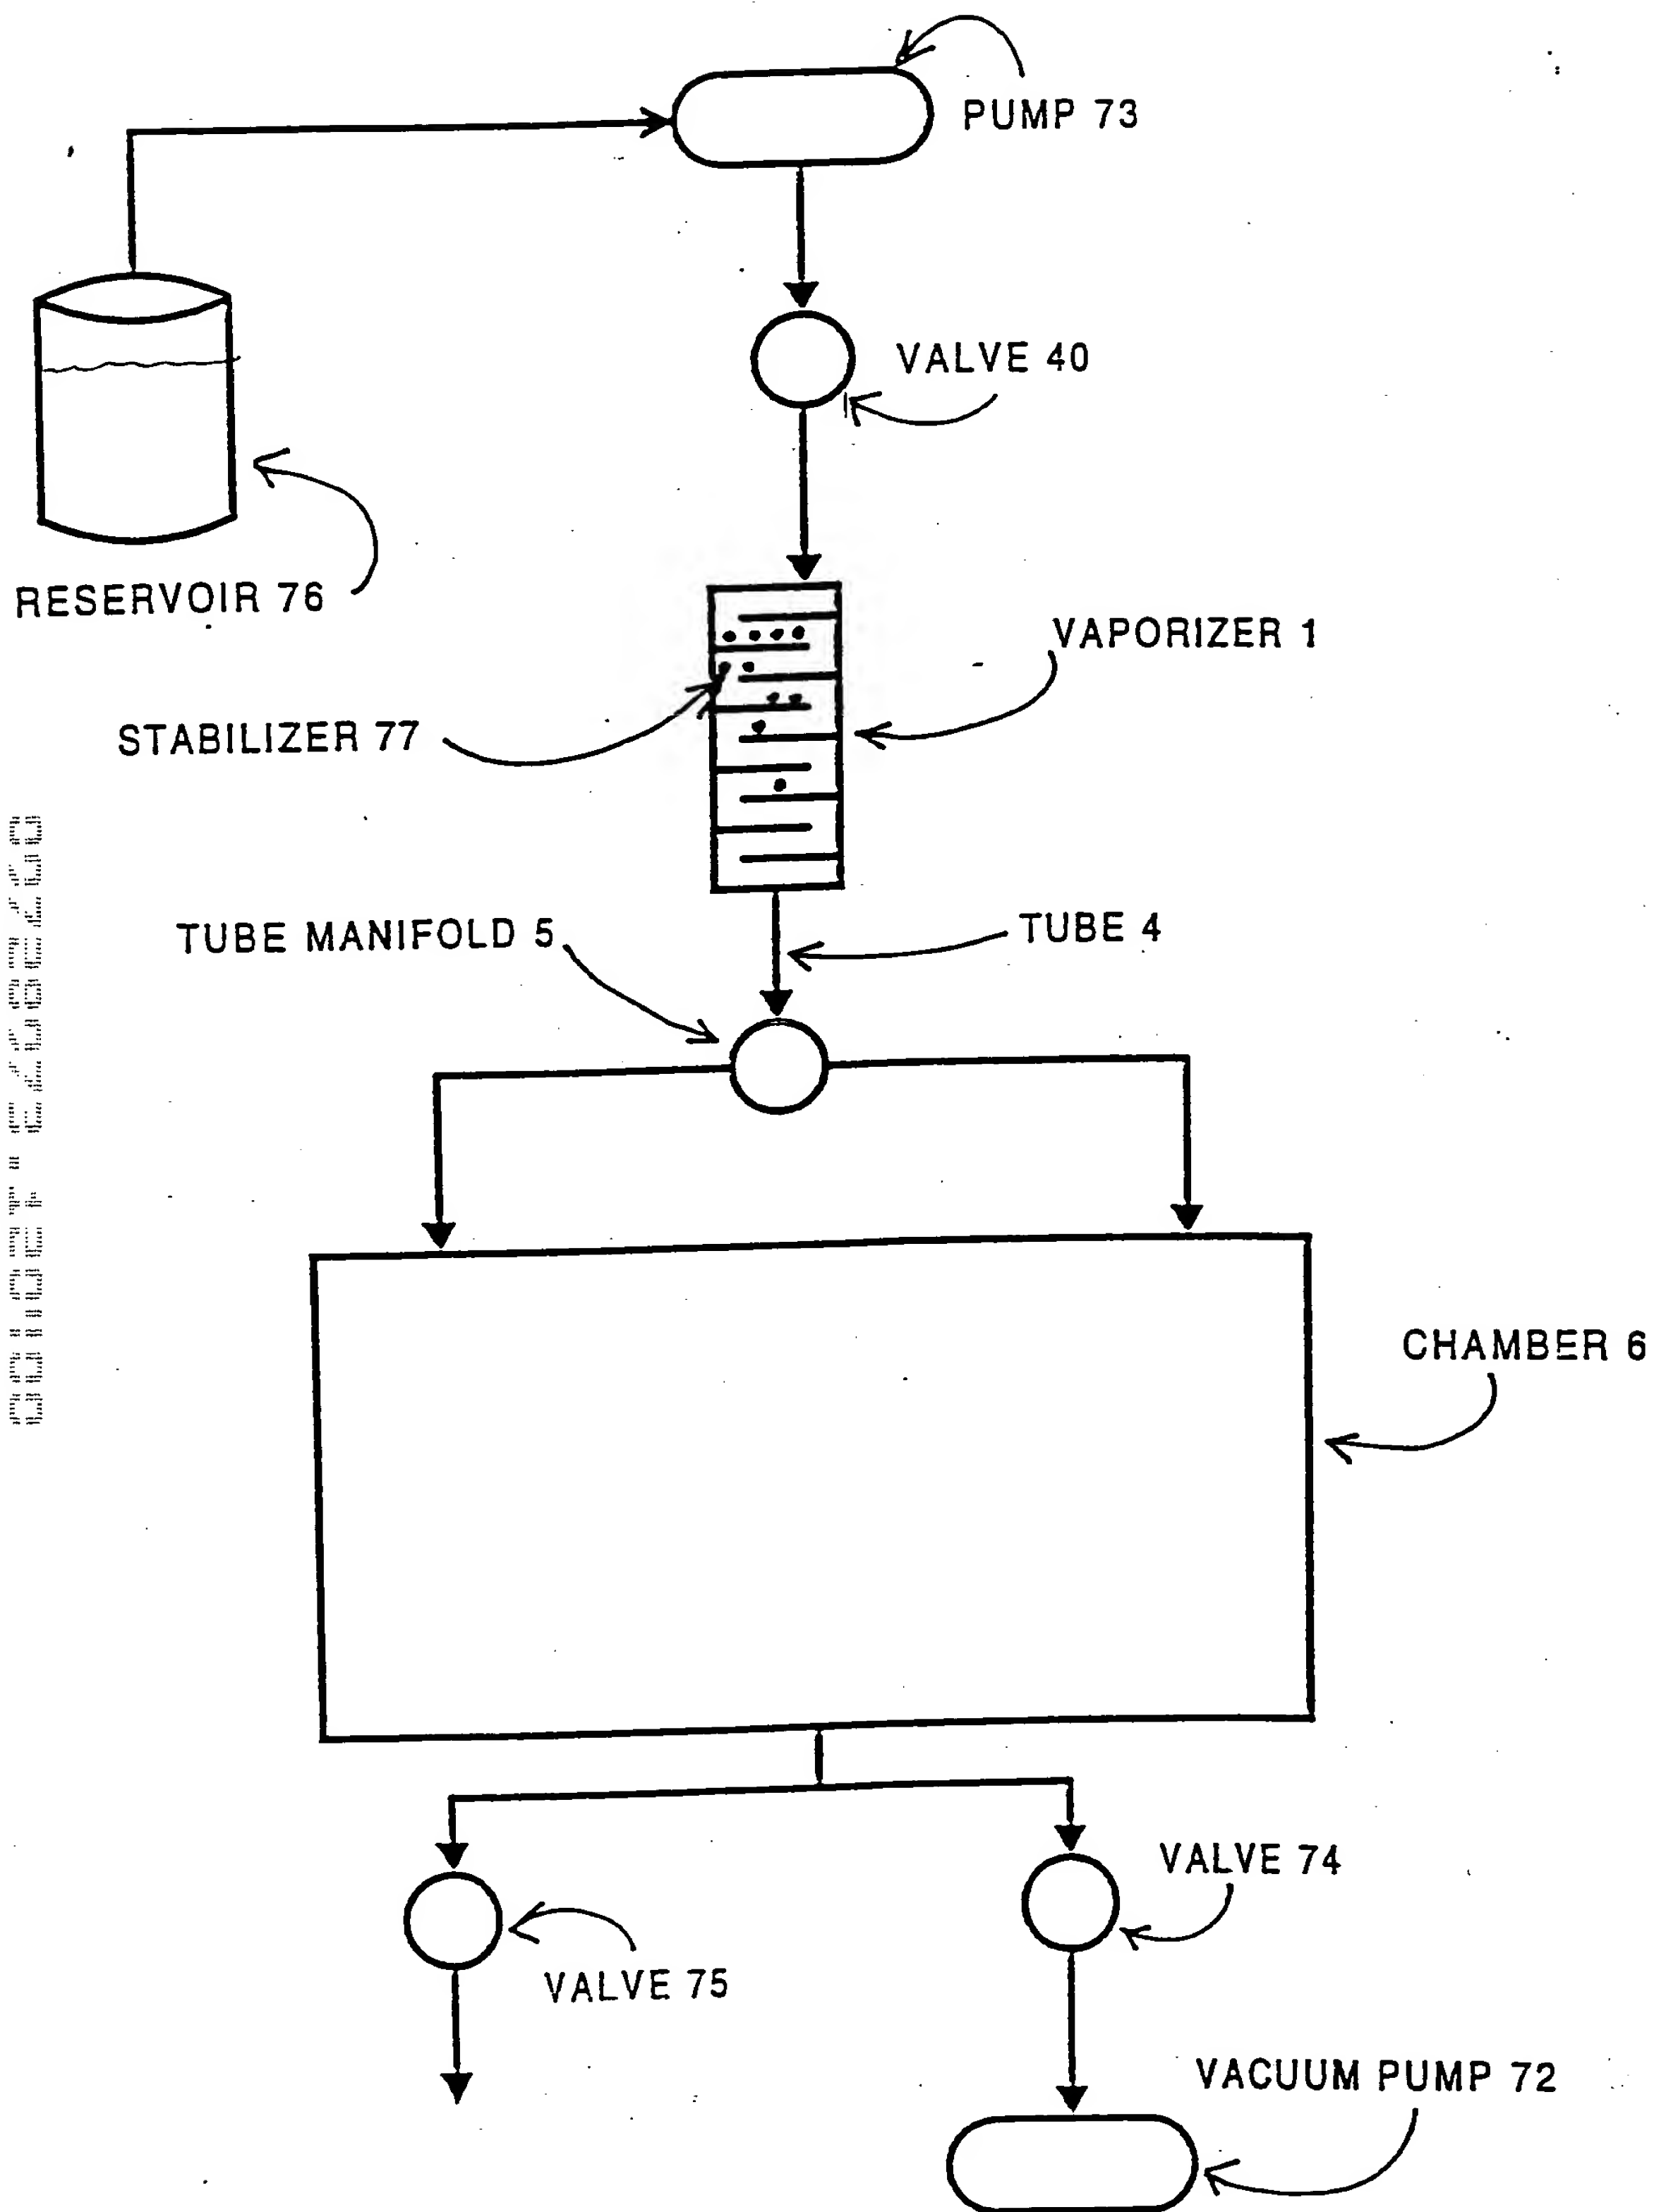 PUMP 73
VALVE 40
RESERVOIR 76
VAPORIZER 1
STABILIZER 77
TUBE MANIFOLD 5
TUBE 4
CHAMBER 6
VALVE 74
VALVE 75
VACUUM PUMP 72